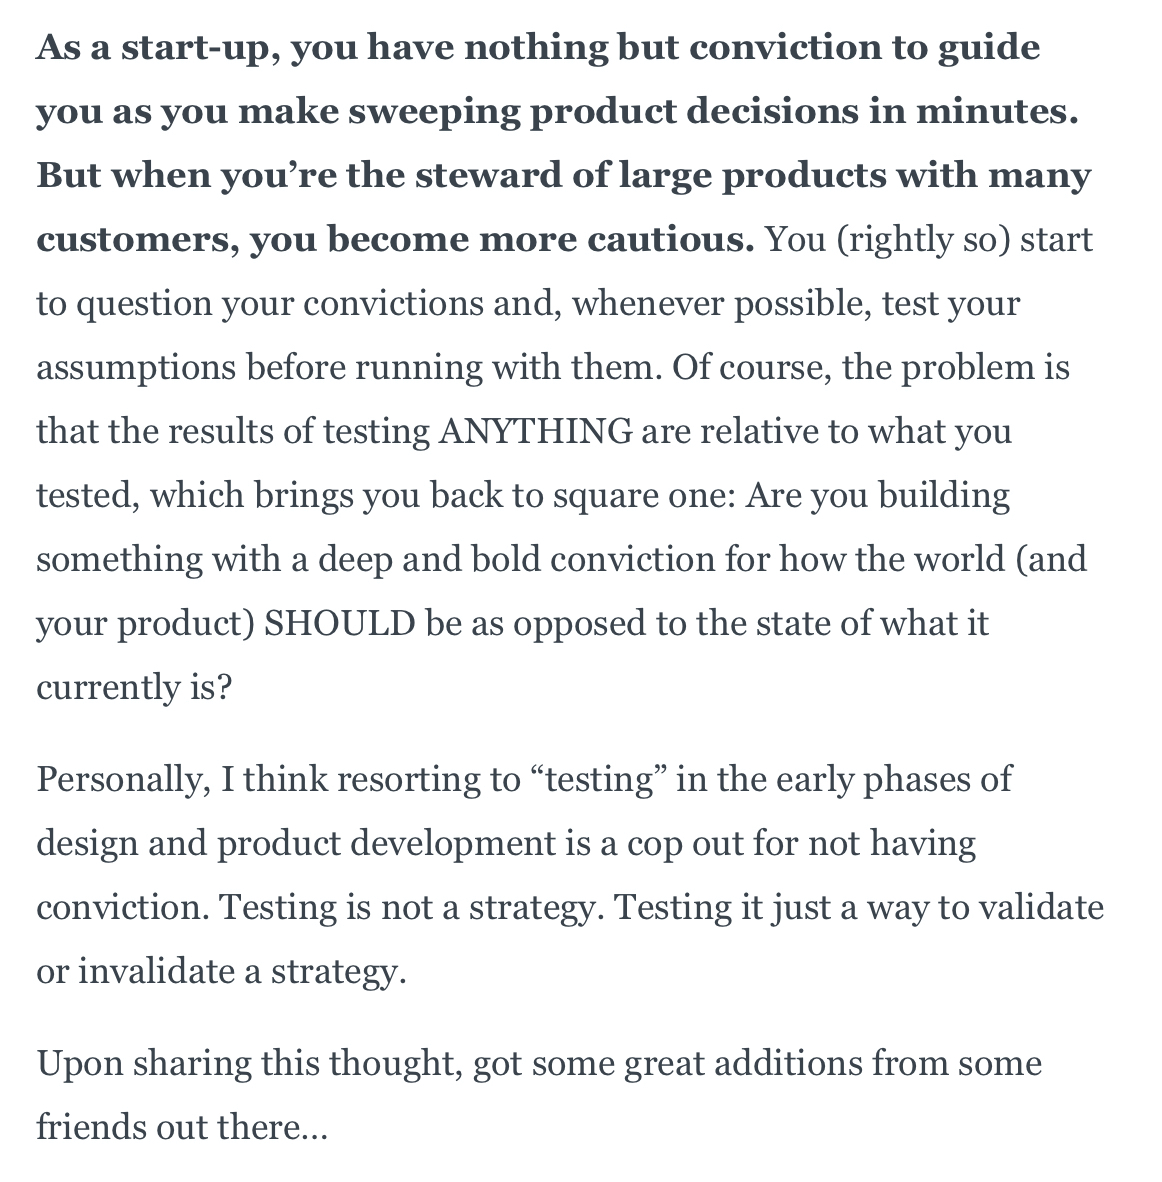 As a start-up, you have nothing but conviction to guide
you as you make sweeping product decisions in minutes.
But when you’re the steward of large products with many
customers, you become more cautious. You (rightly so) start
to question your convictions and, whenever possible, test your
assumptions before running with them. Of course, the problem is
that the results of testing ANYTHING are relative to what you
tested, which brings you back to square one: Are you building
something with a deep and bold conviction for how the world (and
your product) SHOULD be as opposed to the state of what it
currently is?
Personally, I think resorting to “testing” in the early phases of
design and product development is a cop out for not having
conviction. Testing is not a strategy. Testing it just a way to validate
or invalidate a strategy.
Upon sharing this thought, got some great additions from some
friends out there…